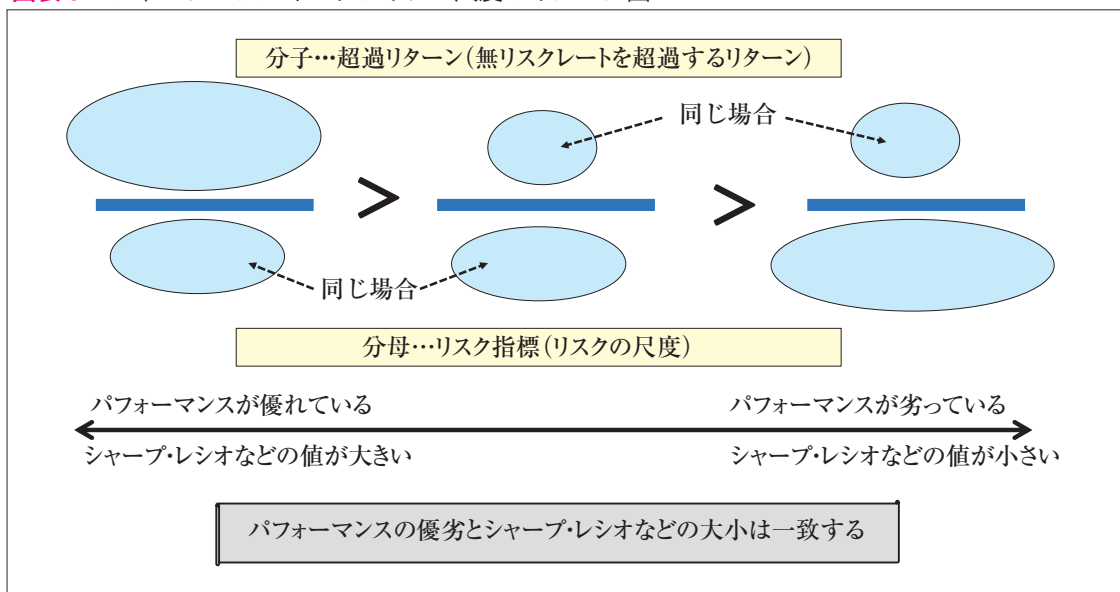 分子…超過リターン(無リスクレートを超過するリターン)
同じ場合
>
>
同じ場合
分母…リスク指標(リスクの尺度)
パフォーマンスが優れている
パフォーマンスが劣っている
シャープ・レシオなどの値が大きい
シャープ・レシオなどの値が小さい
パフォーマンスの優劣とシャープ・レシオなどの大小は一致する